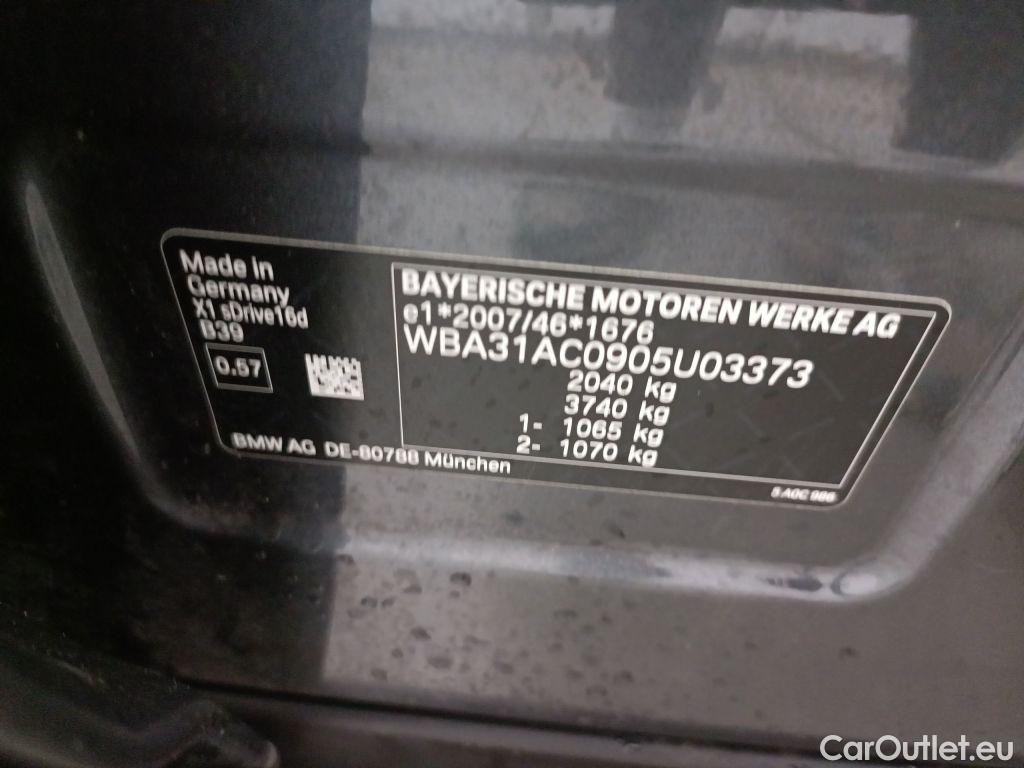 Made in
Germany
X1 sDrive16d
B39
0.57
BAYERISCHE MOTOREN WERKE AG
e1*2007/46*1676
WBA31AC0905U03373
2040 kg
3740 kg
1- 1065 kg
2- 1070 kg
BMW AG DE-80788 München
5 A0C 986
CarOutlet.eu